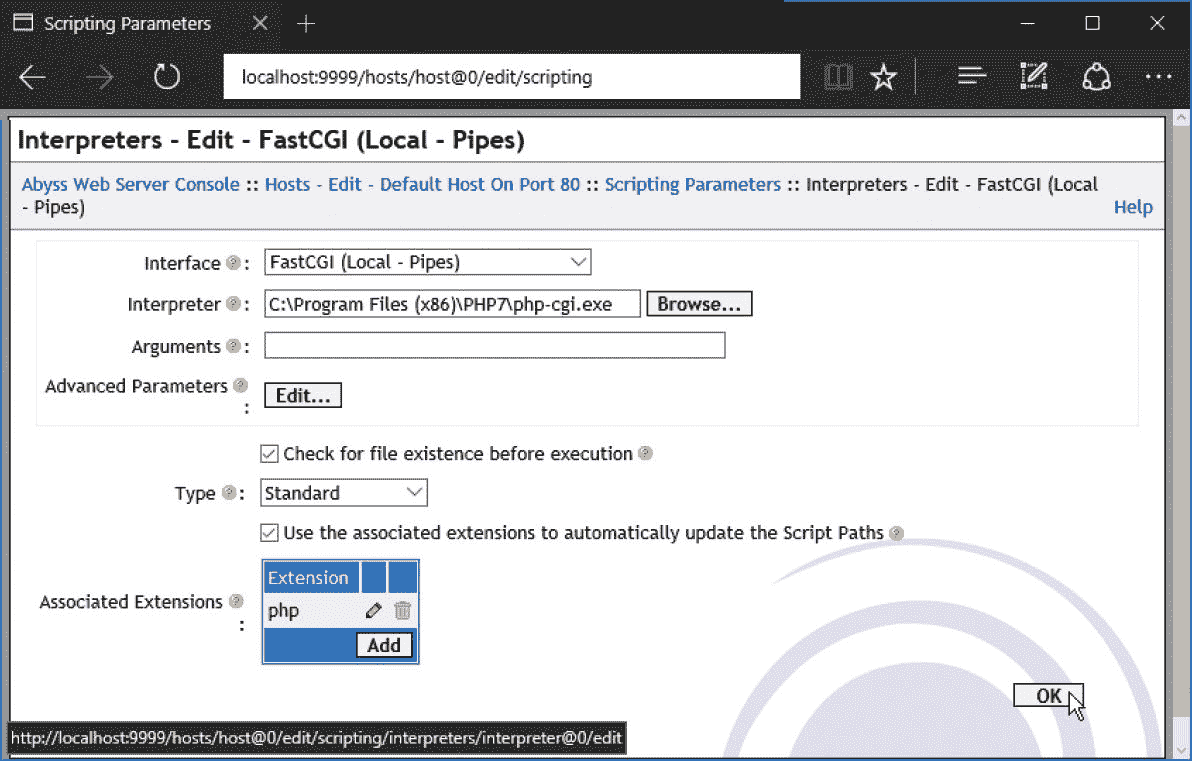 Scripting Parameters
localhost:9999/hosts/host@0/edit/scripting
Interpreters - Edit - FastCGI (Local - Pipes)
Abyss Web Server Console :: Hosts - Edit - Default Host On Port 80 :: Scripting Parameters :: Interpreters - Edit - FastCGI (Local
- Pipes)
Help
Interface ? : FastCGI (Local - Pipes)
Interpreter ? : C:\Program Files (x86)\PHP7\php-cgi.exe Browse...
Arguments ? :
Advanced Parameters ?
: Edit...
Check for file existence before execution ?
Type ? : Standard
Use the associated extensions to automatically update the Script Paths ?
Extension
Associated Extensions ?
:
php
Add
OK
http://localhost:9999/hosts/host@0/edit/scripting/interpreters/interpreter@0/edit